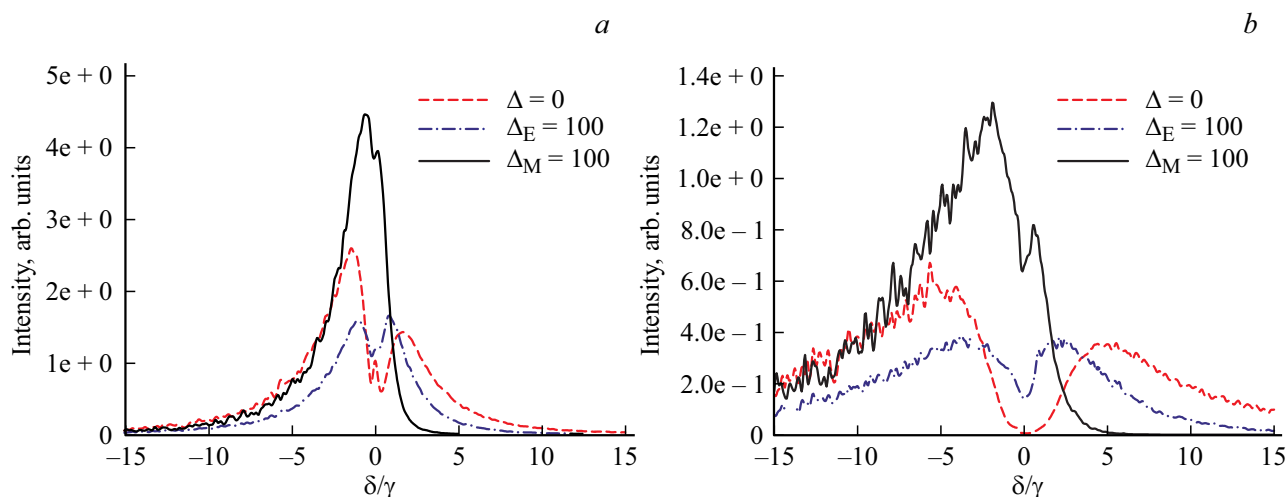 a
5e + 0
4e + 0
3e + 0
2e + 0
1e + 0
0
Intensity, arb. units
Δ = 0
Δ_E = 100
Δ_M = 100
–15
–10
–5
0
5
10
15
δ/γ
b
1.4e + 0
1.2e + 0
1.0e + 0
8.0e – 1
6.0e – 1
4.0e – 1
2.0e – 1
0
Intensity, arb. units
Δ = 0
Δ_E = 100
Δ_M = 100
–15
–10
–5
0
5
10
15
δ/γ